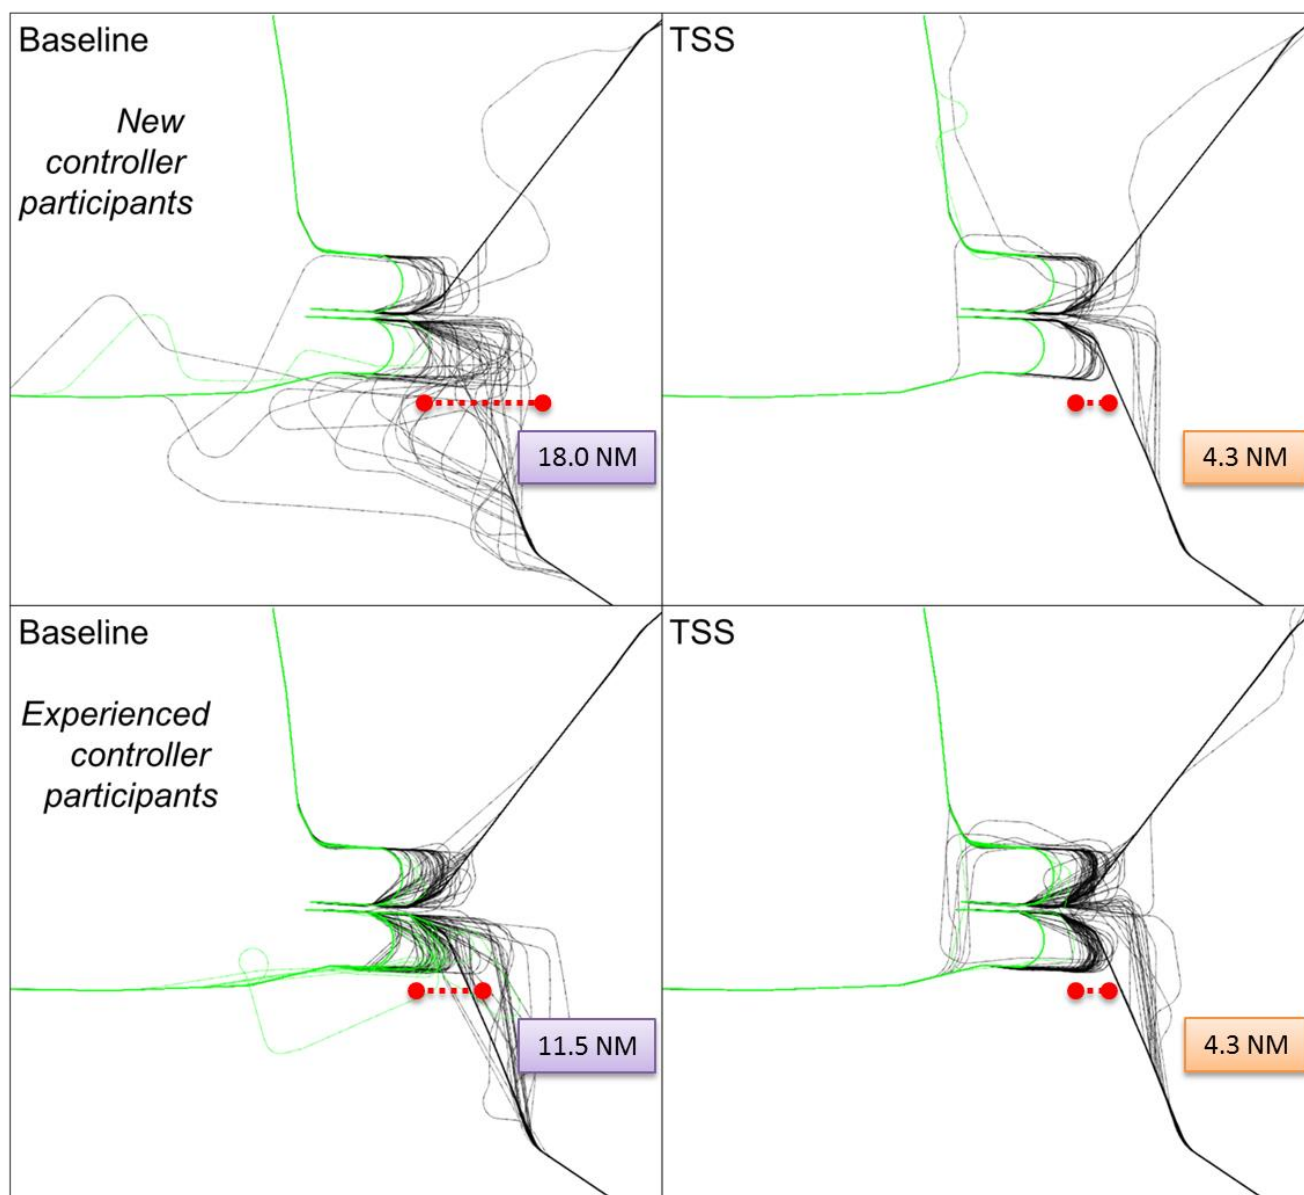 Baseline
New
controller
participants
18.0 NM
TSS
4.3 NM
Baseline
Experienced
controller
participants
11.5 NM
TSS
4.3 NM